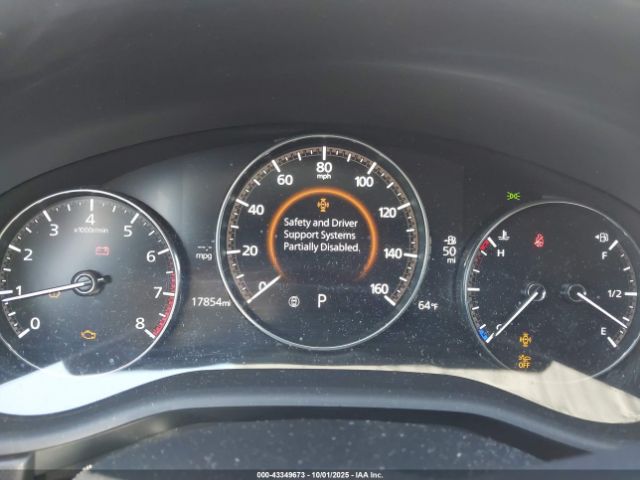 80
mph
60
100
40
120
20
140
0
160
Safety and Driver
Support Systems
Partially Disabled.
P
4
x1000r/min
3
5
2
6
1
7
0
8
-.-
mpg
17854mi
50
mi
64°F
H
C
F
1/2
E
OFF
00-43349673 - 10/01/2025 - IAA Inc.